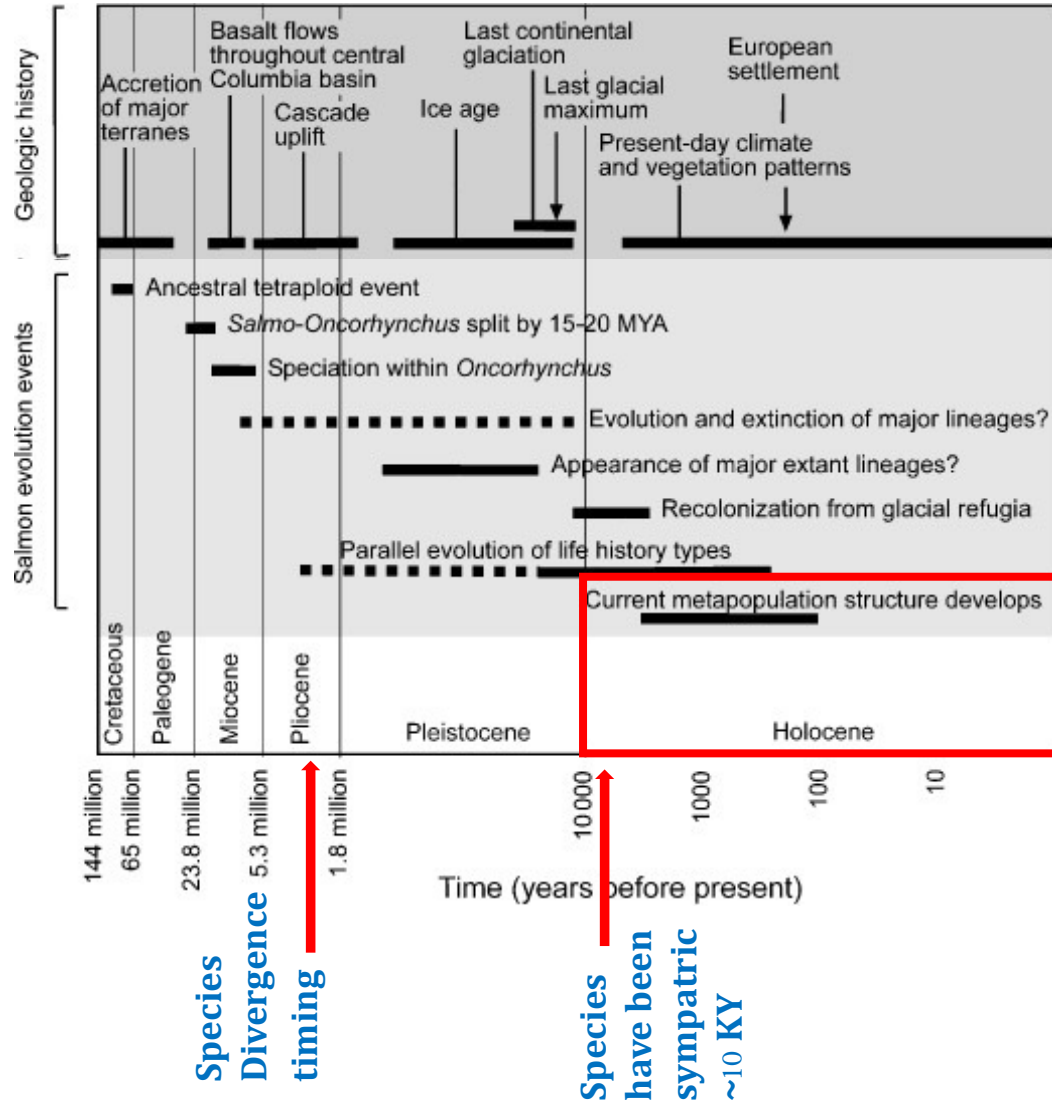 Geologic history
Accretion
of major
terranes
Basalt flows
throughout central
Columbia basin
Cascade
uplift
Ice age
Last continental
glaciation
Last glacial
maximum
European
settlement
Present-day climate
and vegetation patterns
Salmon evolution events
Ancestral tetraploid event
Salmo-Oncorhynchus split by 15-20 MYA
Speciation within Oncorhynchus
Evolution and extinction of major lineages?
Appearance of major extant lineages?
Recolonization from glacial refugia
Parallel evolution of life history types
Current metapopulation structure develops
Cretaceous
Paleogene
Miocene
Pliocene
Pleistocene
Holocene
144 million
65 million
23.8 million
5.3 million
1.8 million
10 000
1000
100
10
Time (years before present)
Species
Divergence
timing
Species
have been
sympatric
~10 KY